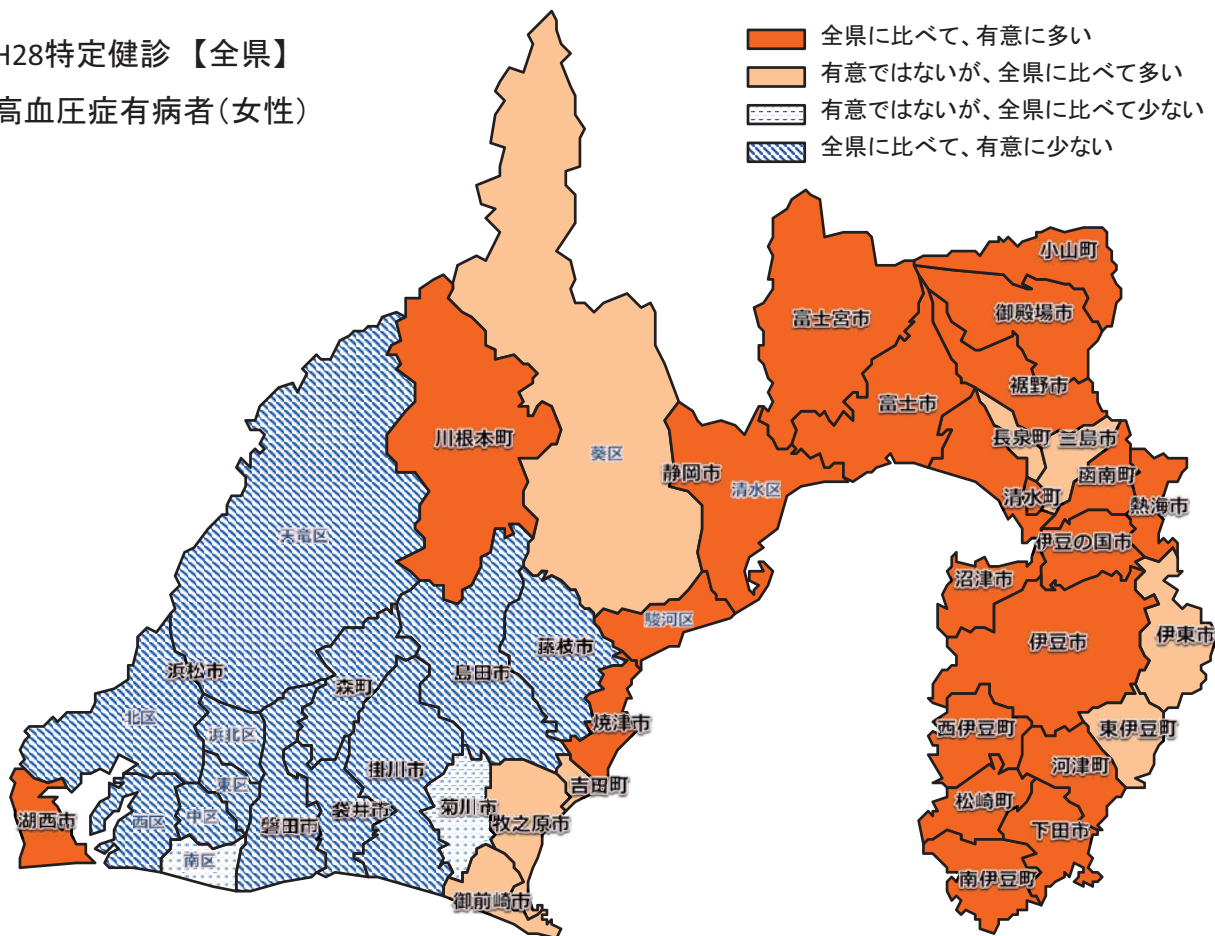 H28特定健診 【全県】
高血圧症有病者(女性)
全県に比べて、有意に多い
有意ではないが、全県に比べて多い
有意ではないが、全県に比べて少ない
全県に比べて、有意に少ない
小山町
御殿場市
富士宮市
裾野市
富士市
長泉町
三島市
川根本町
葵区
静岡市
清水区
函南町
清水町
熱海市
天竜区
伊豆の国市
沼津市
駿河区
伊豆市
伊東市
藤枝市
島田市
浜松市
森町
北区
浜北区
焼津市
西伊豆町
東伊豆町
河津町
掛川市
東区
吉田町
湖西市
西区
中区
磐田市
袋井市
菊川市
牧之原市
松崎町
下田市
南区
南伊豆町
御前崎市